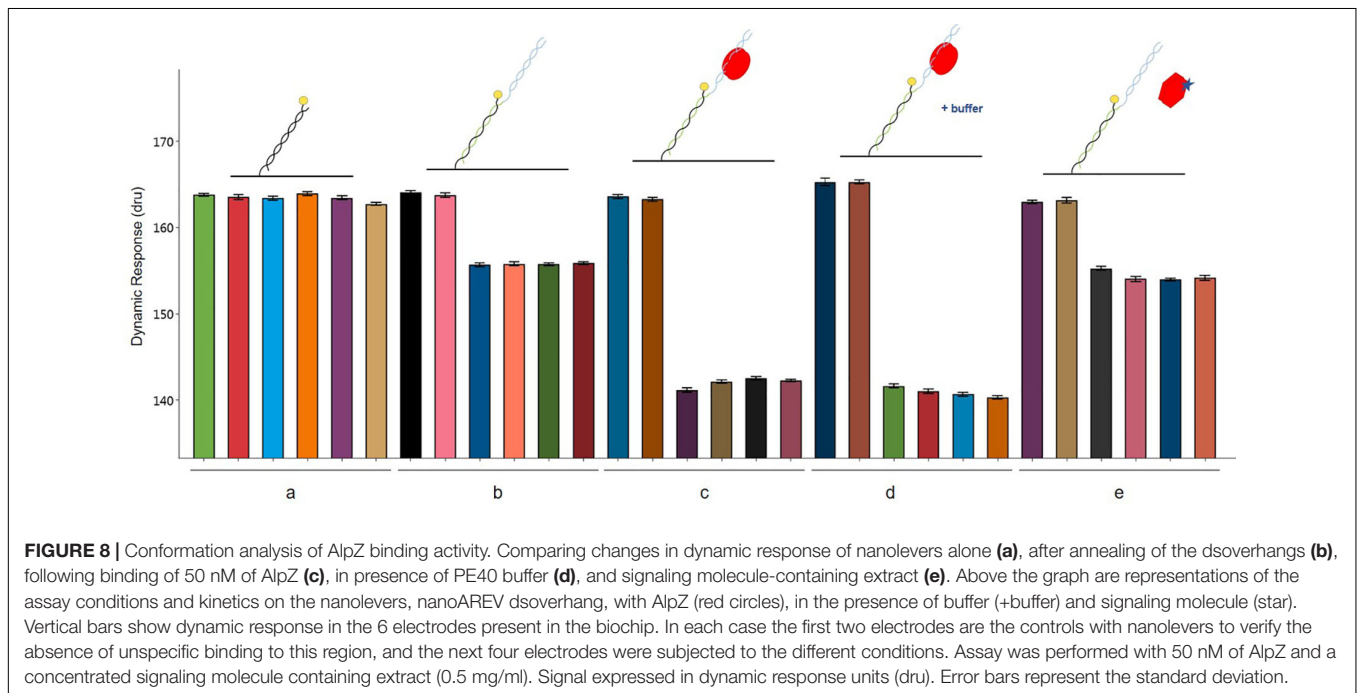 + buffer
170
160
150
140
Dynamic Response (dru)
a b c d e
FIGURE 8 | Conformation analysis of AlpZ binding activity. Comparing changes in dynamic response of nanolevers alone (a), after annealing of the dsoverhangs (b),
following binding of 50 nM of AlpZ (c), in presence of PE40 buffer (d), and signaling molecule-containing extract (e). Above the graph are representations of the
assay conditions and kinetics on the nanolevers, nanoAREV dsoverhang, with AlpZ (red circles), in the presence of buffer (+buffer) and signaling molecule (star).
Vertical bars show dynamic response in the 6 electrodes present in the biochip. In each case the first two electrodes are the controls with nanolevers to verify the
absence of unspecific binding to this region, and the next four electrodes were subjected to the different conditions. Assay was performed with 50 nM of AlpZ and a
concentrated signaling molecule containing extract (0.5 mg/ml). Signal expressed in dynamic response units (dru). Error bars represent the standard deviation.